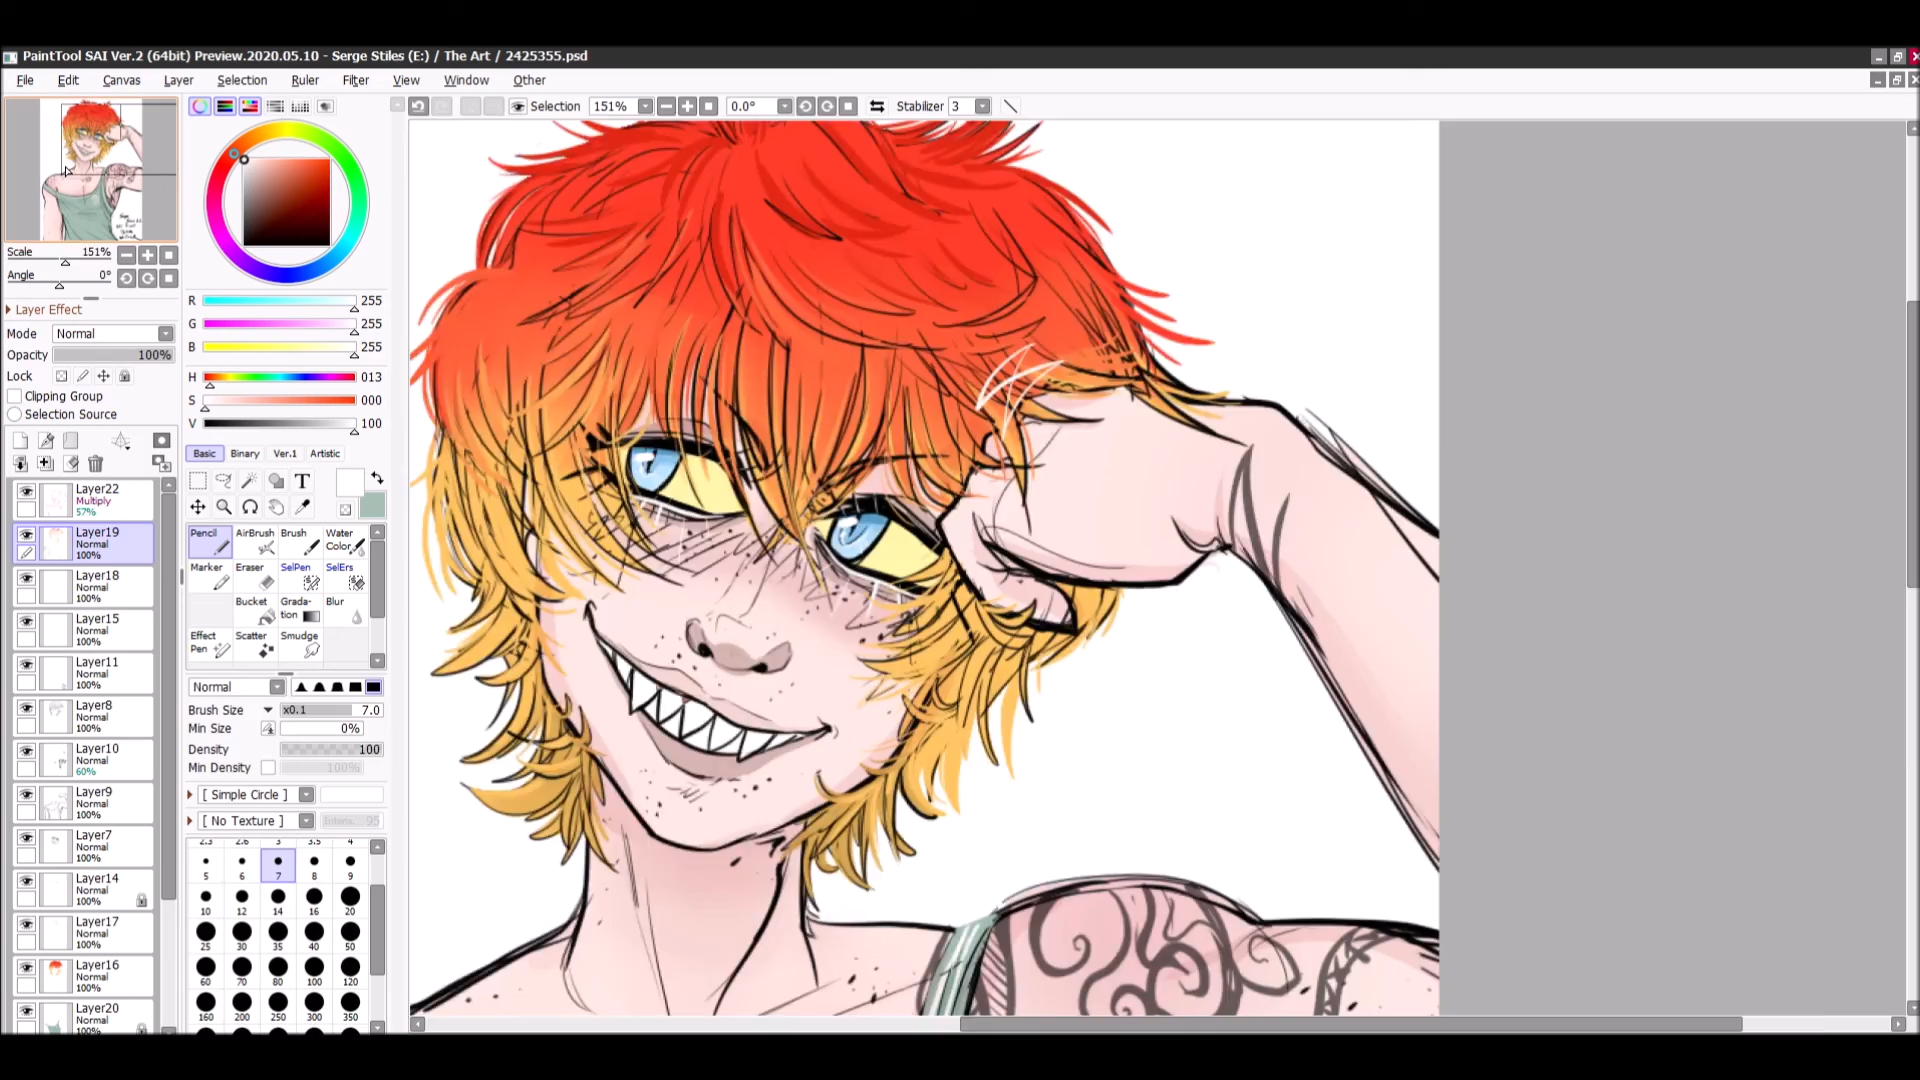 PaintTool SAI Ver.2 (64bit) Preview.2020.05.10 - Serge Stiles (E:) / The Art / 2425355.psd
File Edit Canvas Layer Selection Ruler Filter View Window Other
Selection 151% 0.0° Stabilizer 3
Scale 151%
Angle 0°
Layer Effect
Mode Normal
Opacity 100%
Lock
Clipping Group
Selection Source
Layer22
Multiply
57%
Layer19
Normal
100%
Layer18
Normal
100%
Layer15
Normal
100%
Layer11
Normal
100%
Layer8
Normal
100%
Layer10
Normal
60%
Layer9
Normal
100%
Layer7
Normal
100%
Layer14
Normal
100%
Layer17
Normal
100%
Layer16
Normal
100%
Layer20
Normal
100%
R 255
G 255
B 255
H 013
S 000
V 100
Basic Binary Ver.1 Artistic
T
Pencil AirBrush Brush Water
Color
Marker Eraser SelPen SelErs
Bucket Grada-
tion Blur
Effect
Pen Scatter Smudge
Normal
Brush Size x0.1 7.0
Min Size 0%
Density 100
Min Density 100%
[ Simple Circle ]
[ No Texture ] Intens. 95
2.3 2.6 3 3.5 4
5 6 7 8 9
10 12 14 16 20
25 30 35 40 50
60 70 80 100 120
160 200 250 300 350